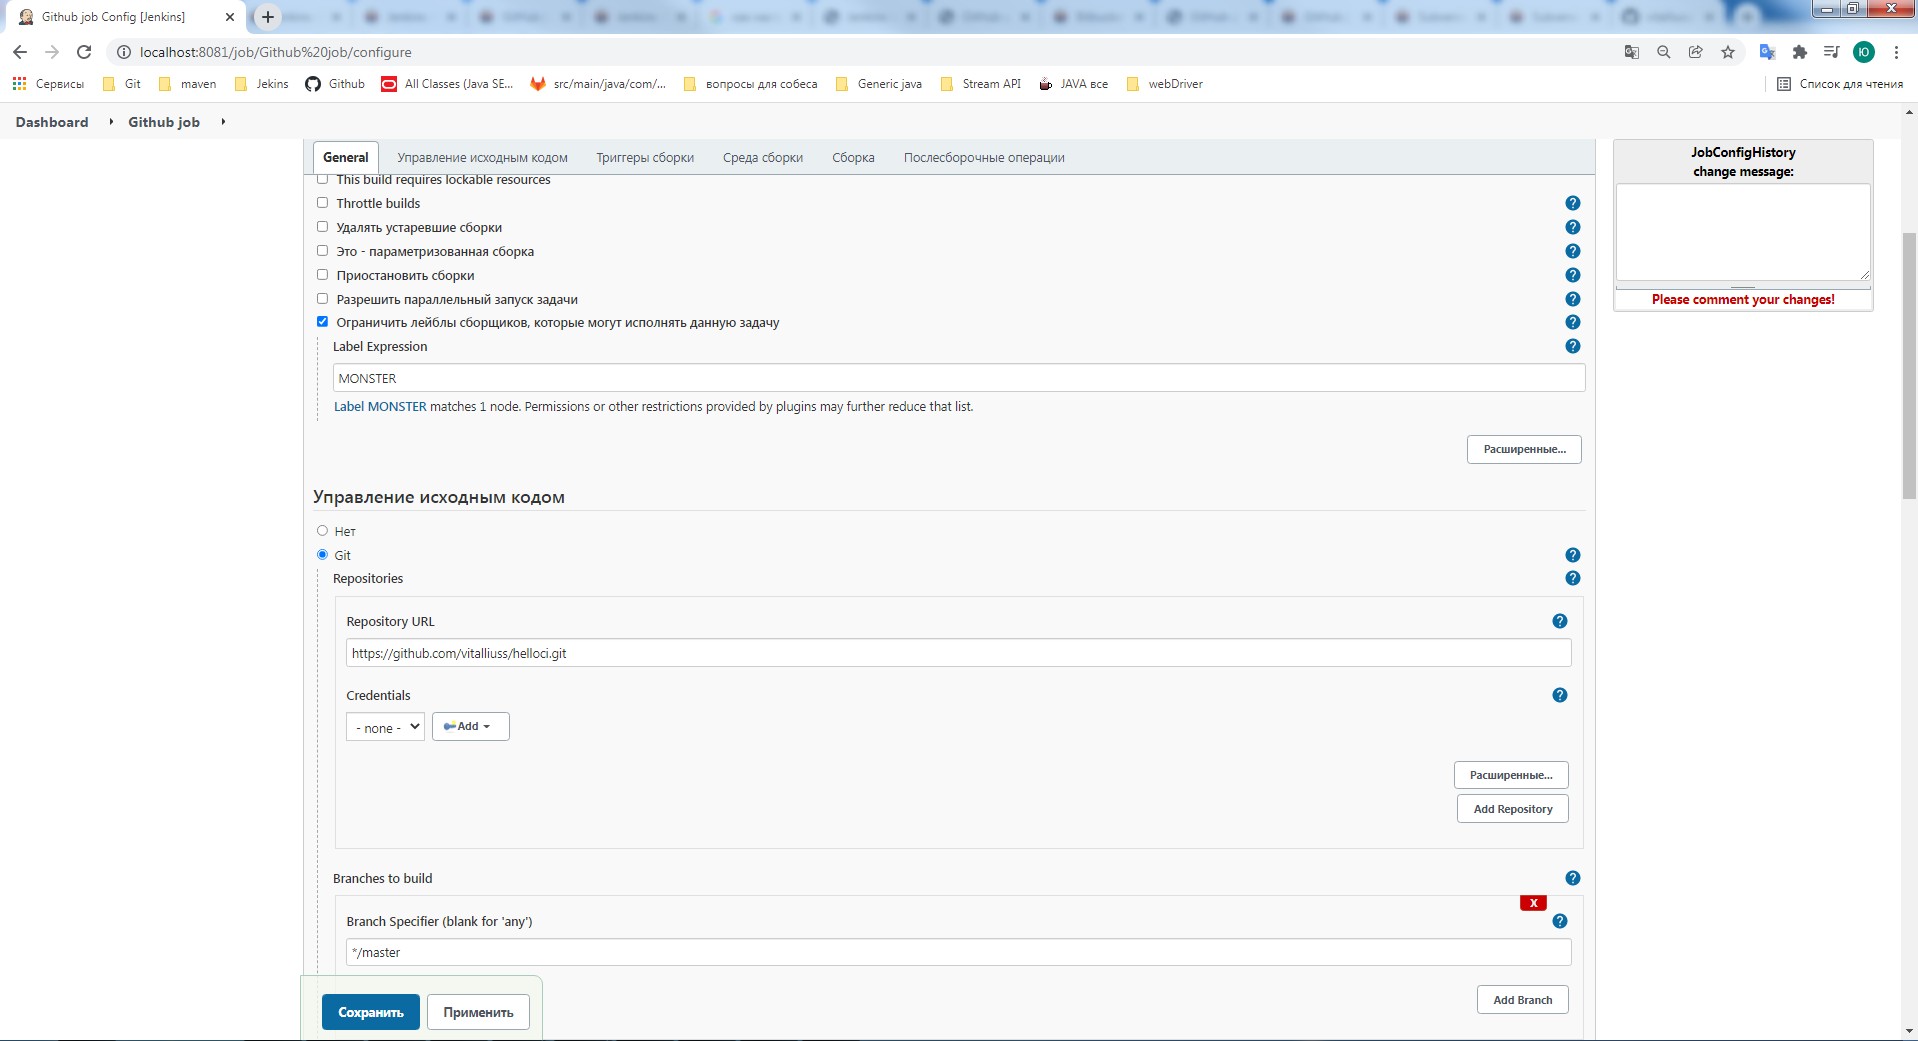 Github job Config [Jenkins]
localhost:8081/job/Github%20job/configure
Ю
Сервисы Git maven Jekins Github All Classes (Java SE... src/main/java/com/... вопросы для собеса Generic java Stream API JAVA все webDriver Список для чтения
Dashboard Github job
General Управление исходным кодом Триггеры сборки Среда сборки Сборка Послесборочные операции
JobConfigHistory
change message:
Please comment your changes!
This build requires lockable resources
Throttle builds
Удалять устаревшие сборки
Это - параметризованная сборка
Приостановить сборки
Разрешить параллельный запуск задачи
Ограничить лейблы сборщиков, которые могут исполнять данную задачу
Label Expression
MONSTER
Label MONSTER matches 1 node. Permissions or other restrictions provided by plugins may further reduce that list.
Расширенные...
Управление исходным кодом
Нет
Git
Repositories
Repository URL
https://github.com/vitalliuss/helloci.git
Credentials
- none - Add
Расширенные...
Add Repository
Branches to build
X
Branch Specifier (blank for 'any')
*/master
Add Branch
Сохранить Применить